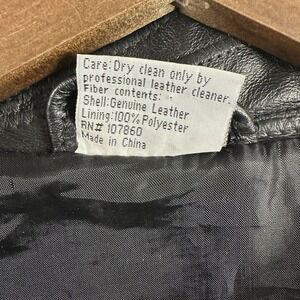 Care: Dry clean only by
professional leather cleaner.
Fiber contents:
Shell:Genuine Leather
Lining:100% Polyester
RN# 107860
Made in China